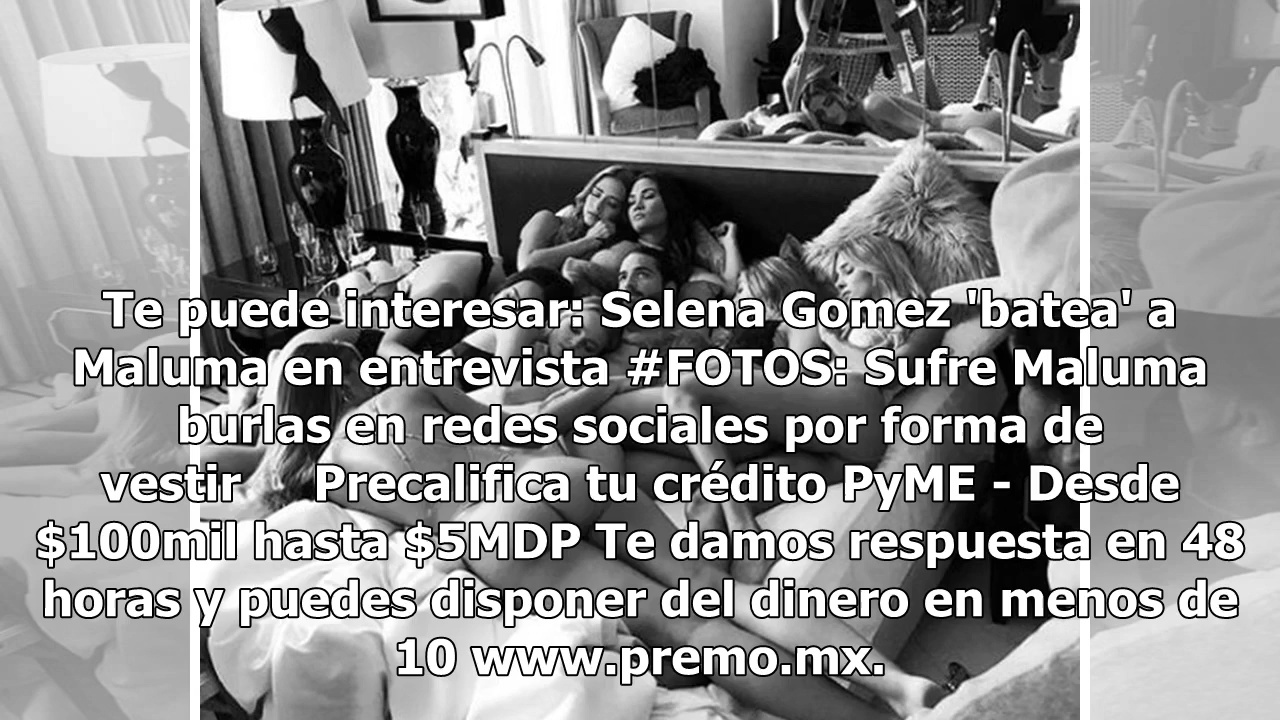 Te puede interesar: Selena Gomez 'batea' a
Maluma en entrevista #FOTOS: Sufre Maluma
burlas en redes sociales por forma de
vestir     Precalifica tu crédito PyME - Desde
$100mil hasta $5MDP Te damos respuesta en 48
horas y puedes disponer del dinero en menos de
10 www.premo.mx.